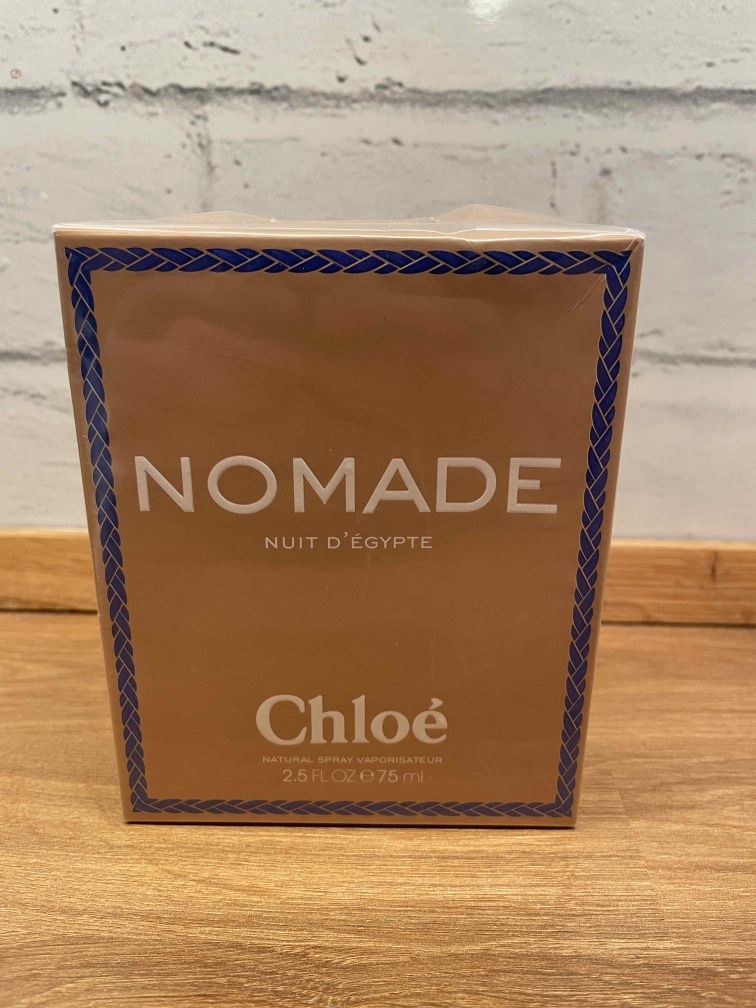 NOMADE
NUIT D'ÉGYPTE
Chloé
NATURAL SPRAY VAPORISATEUR
2.5 FL OZ ℮ 75 ml